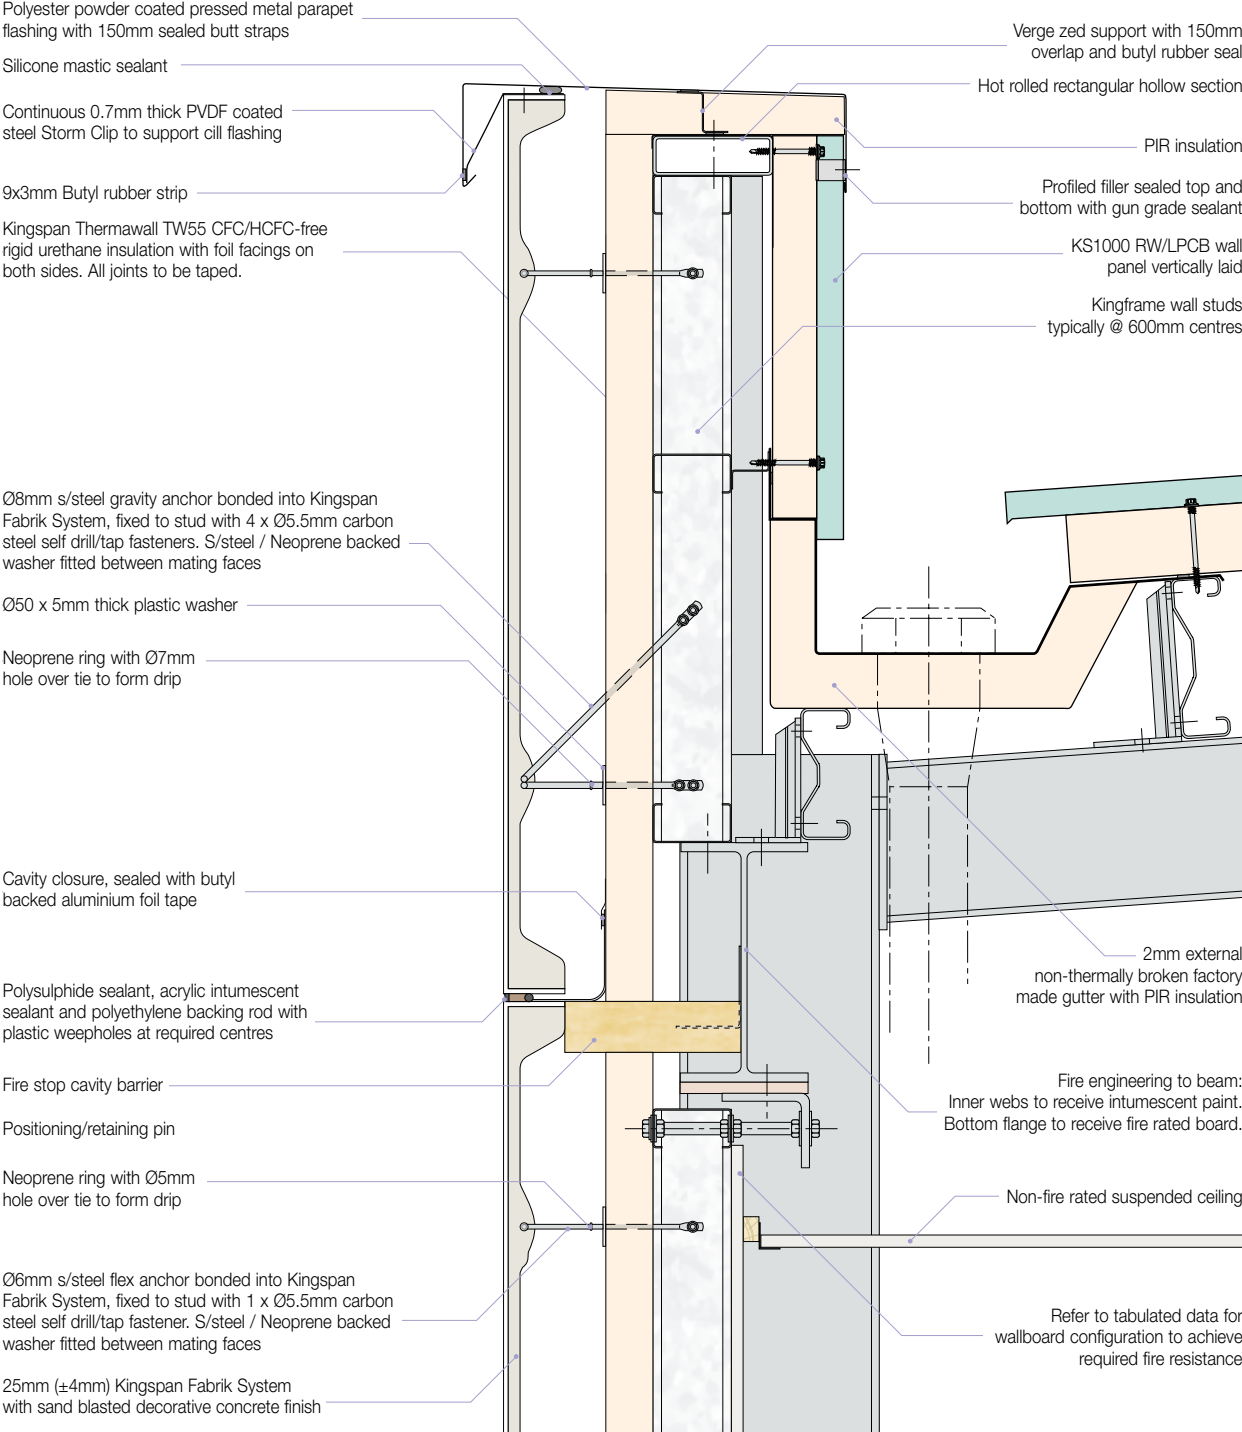 Polyester powder coated pressed metal parapet
flashing with 150mm sealed butt straps
Silicone mastic sealant
Continuous 0.7mm thick PVDF coated
steel Storm Clip to support cill flashing
9x3mm Butyl rubber strip
Kingspan Thermawall TW55 CFC/HCFC-free
rigid urethane insulation with foil facings on
both sides. All joints to be taped.
Ø8mm s/steel gravity anchor bonded into Kingspan
Fabrik System, fixed to stud with 4 x Ø5.5mm carbon
steel self drill/tap fasteners. S/steel / Neoprene backed
washer fitted between mating faces
Ø50 x 5mm thick plastic washer
Neoprene ring with Ø7mm
hole over tie to form drip
Cavity closure, sealed with butyl
backed aluminium foil tape
Polysulphide sealant, acrylic intumescent
sealant and polyethylene backing rod with
plastic weepholes at required centres
Fire stop cavity barrier
Positioning/retaining pin
Neoprene ring with Ø5mm
hole over tie to form drip
Ø6mm s/steel flex anchor bonded into Kingspan
Fabrik System, fixed to stud with 1 x Ø5.5mm carbon
steel self drill/tap fastener. S/steel / Neoprene backed
washer fitted between mating faces
25mm (±4mm) Kingspan Fabrik System
with sand blasted decorative concrete finish
Verge zed support with 150mm
overlap and butyl rubber seal
Hot rolled rectangular hollow section
PIR insulation
Profiled filler sealed top and
bottom with gun grade sealant
KS1000 RW/LPCB wall
panel vertically laid
Kingframe wall studs
typically @ 600mm centres
2mm external
non-thermally broken factory
made gutter with PIR insulation
Fire engineering to beam:
Inner webs to receive intumescent paint.
Bottom flange to receive fire rated board.
Non-fire rated suspended ceiling
Refer to tabulated data for
wallboard configuration to achieve
required fire resistance